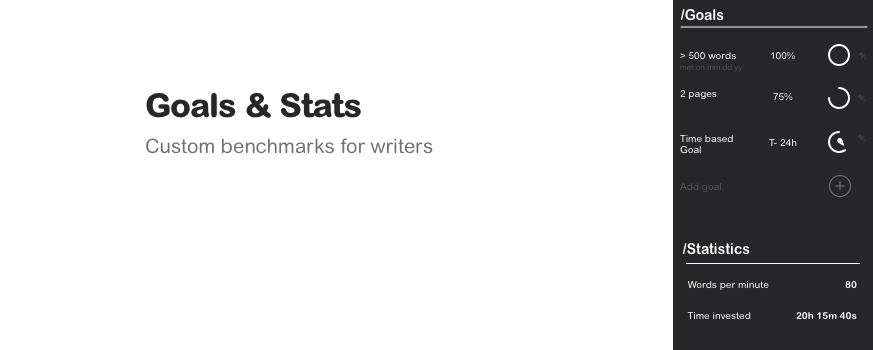 Goals & Stats
Custom benchmarks for writers
/Goals
> 500 words 100%
met on mm.dd.yy
2 pages 75%
Time based
Goal
T- 24h
Add goal
/Statistics
Words per minute 80
Time invested 20h 15m 40s